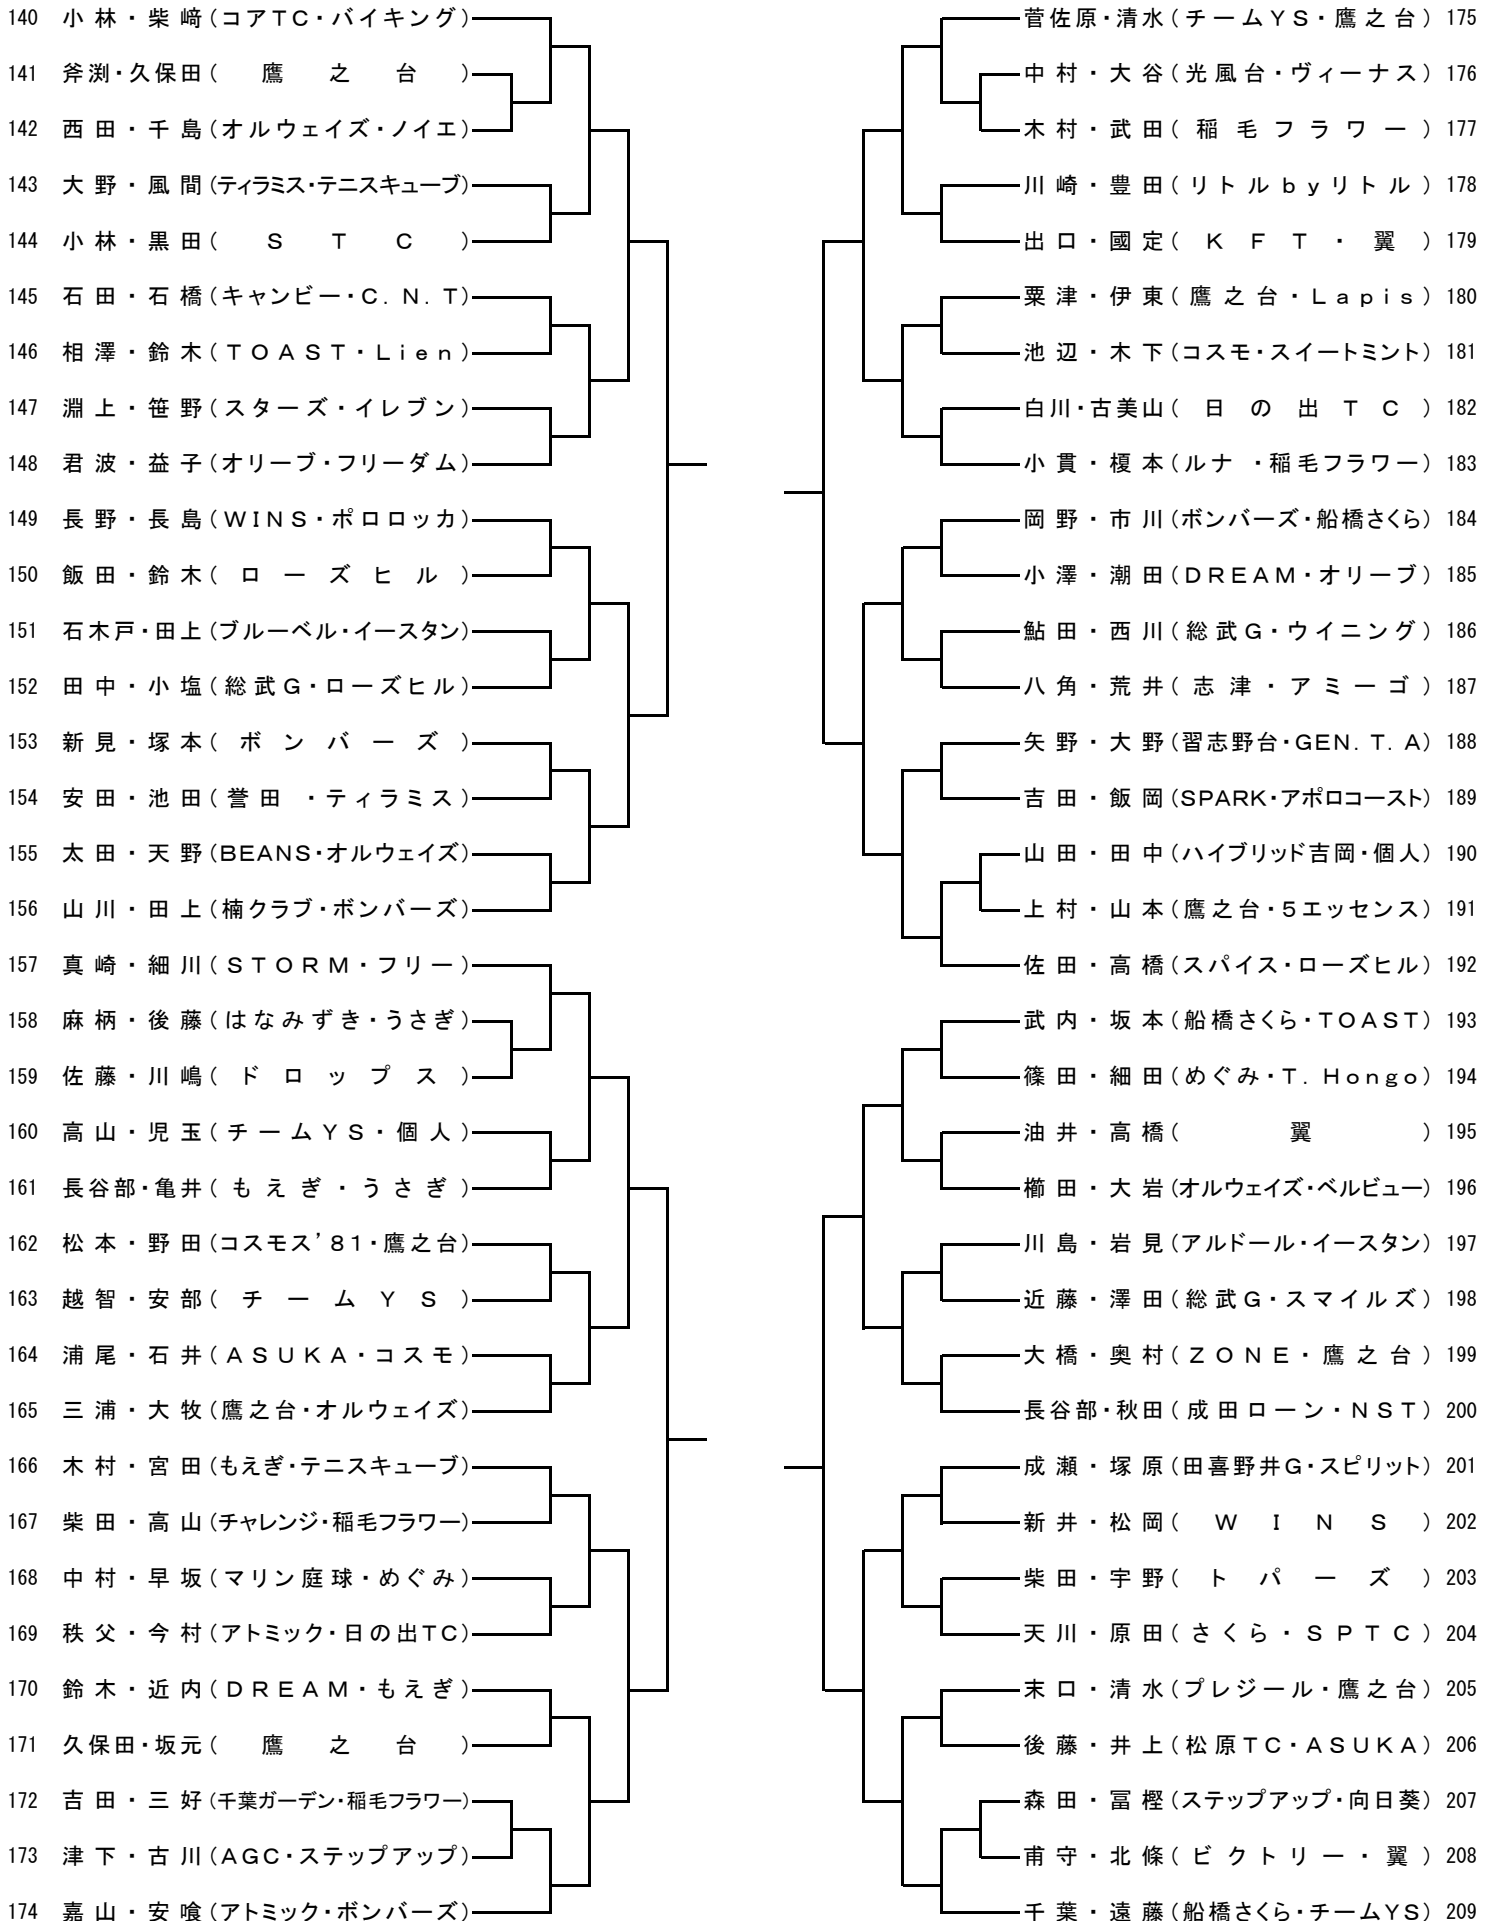 140 小林・柴﨑(コアTC・バイキング)
141 斧渕・久保田(鷹之台)
142 西田・千島(オルウェイズ・ノイエ)
143 大野・風間(ティラミス・テニスキューブ)
144 小林・黒田(STC)
145 石田・石橋(キャンビー・C.N.T)
146 相澤・鈴木(TOAST・Lien)
147 淵上・笹野(スターズ・イレブン)
148 君波・益子(オリーブ・フリーダム)
149 長野・長島(WINS・ポロロッカ)
150 飯田・鈴木(ローズヒル)
151 石木戸・田上(ブルーベル・イースタン)
152 田中・小塩(総武G・ローズヒル)
153 新見・塚本(ボンバーズ)
154 安田・池田(誉田・ティラミス)
155 太田・天野(BEANS・オルウェイズ)
156 山川・田上(楠クラブ・ボンバーズ)
157 真崎・細川(STORM・フリー)
158 麻柄・後藤(はなみずき・うさぎ)
159 佐藤・川嶋(ドロップス)
160 高山・児玉(チームYS・個人)
161 長谷部・亀井(もえぎ・うさぎ)
162 松本・野田(コスモス’81・鷹之台)
163 越智・安部(チームYS)
164 浦尾・石井(ASUKA・コスモ)
165 三浦・大牧(鷹之台・オルウェイズ)
166 木村・宮田(もえぎ・テニスキューブ)
167 柴田・高山(チャレンジ・稲毛フラワー)
168 中村・早坂(マリン庭球・めぐみ)
169 秩父・今村(アトミック・日の出TC)
170 鈴木・近内(DREAM・もえぎ)
171 久保田・坂元(鷹之台)
172 吉田・三好(千葉ガーデン・稲毛フラワー)
173 津下・古川(AGC・ステップアップ)
174 嘉山・安喰(アトミック・ボンバーズ)
菅佐原・清水(チームYS・鷹之台) 175
中村・大谷(光風台・ヴィーナス) 176
木村・武田(稲毛フラワー) 177
川崎・豊田(リトルbyリトル) 178
出口・國定(KFT・翼) 179
粟津・伊東(鷹之台・Lapis) 180
池辺・木下(コスモ・スイートミント) 181
白川・古美山(日の出TC) 182
小貫・榎本(ルナ・稲毛フラワー) 183
岡野・市川(ボンバーズ・船橋さくら) 184
小澤・潮田(DREAM・オリーブ) 185
鮎田・西川(総武G・ウイニング) 186
八角・荒井(志津・アミーゴ) 187
矢野・大野(習志野台・GEN.T.A) 188
吉田・飯岡(SPARK・アポロコースト) 189
山田・田中(ハイブリッド吉岡・個人) 190
上村・山本(鷹之台・5エッセンス) 191
佐田・高橋(スパイス・ローズヒル) 192
武内・坂本(船橋さくら・TOAST) 193
篠田・細田(めぐみ・T.Hongo) 194
油井・高橋(翼) 195
櫛田・大岩(オルウェイズ・ベルビュー) 196
川島・岩見(アルドール・イースタン) 197
近藤・澤田(総武G・スマイルズ) 198
大橋・奥村(ZONE・鷹之台) 199
長谷部・秋田(成田ローン・NST) 200
成瀬・塚原(田喜野井G・スピリット) 201
新井・松岡(WINS) 202
柴田・宇野(トパーズ) 203
天川・原田(さくら・SPTC) 204
末口・清水(プレジール・鷹之台) 205
後藤・井上(松原TC・ASUKA) 206
森田・冨樫(ステップアップ・向日葵) 207
甫守・北條(ビクトリー・翼) 208
千葉・遠藤(船橋さくら・チームYS) 209